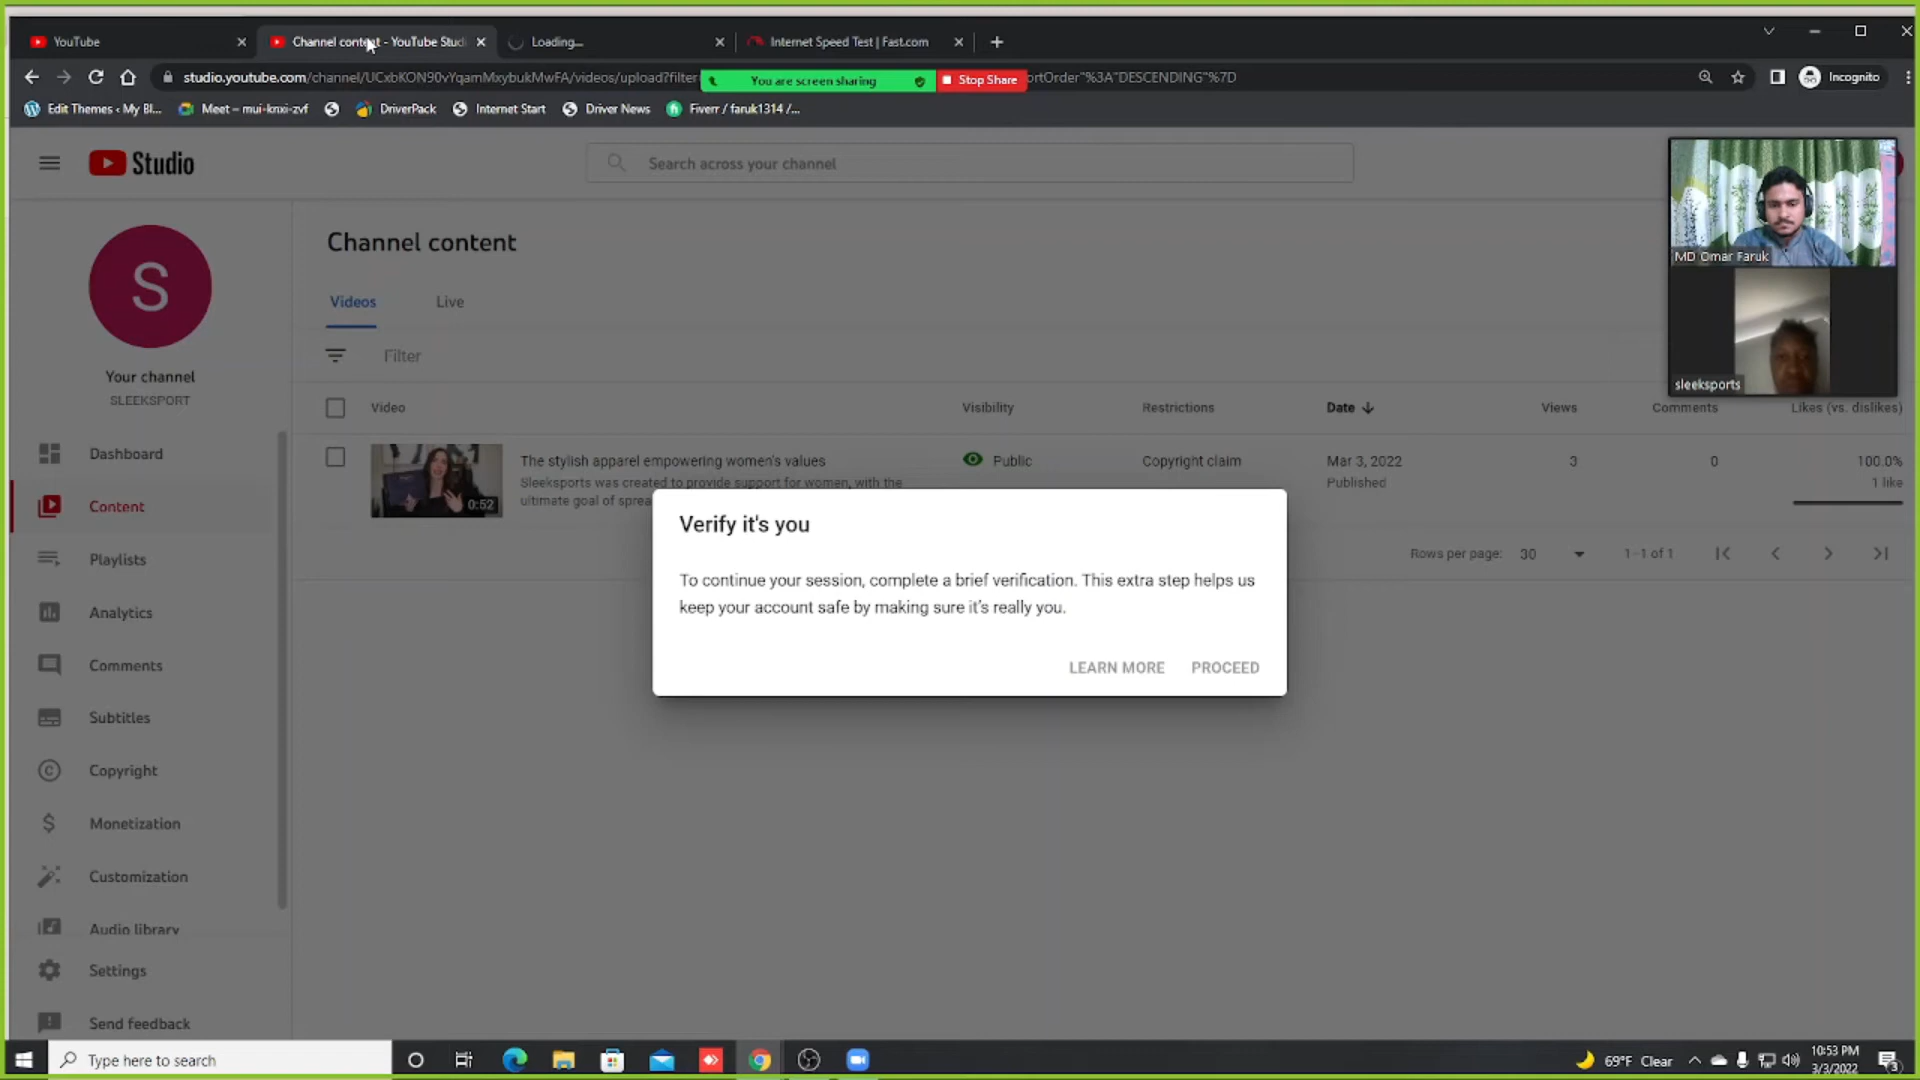 YouTube
Channel content - YouTube Studi
Loading...
Internet Speed Test | Fast.com
studio.youtube.com/channel/UCxbKON90vYqamMxybukMwFA/videos/upload?filter
You are screen sharing
Stop Share
ortOrder"%3A"DESCENDING"%7D
Incognito
Edit Themes ‹ My Bl...
Meet – mui-knxi-zvf
DriverPack
Internet Start
Driver News
Fiverr / faruk1314 /...
Studio
Search across your channel
MD Omar Faruk
sleeksports
S
Your channel
SLEEKSPORT
Dashboard
Content
Playlists
Analytics
Comments
Subtitles
Copyright
Monetization
Customization
Audio library
Settings
Send feedback
Channel content
Videos
Live
Filter
Video
Visibility
Restrictions
Date
Views
Comments
Likes (vs. dislikes)
0:52
The stylish apparel empowering women's values
Sleeksports was created to provide support for women, with the
ultimate goal of sprea
Public
Copyright claim
Mar 3, 2022
Published
3
0
100.0%
1 like
Rows per page: 30
1–1 of 1
Verify it's you
To continue your session, complete a brief verification. This extra step helps us
keep your account safe by making sure it's really you.
LEARN MORE
PROCEED
Type here to search
69°F Clear
10:53 PM
3/3/2022
3